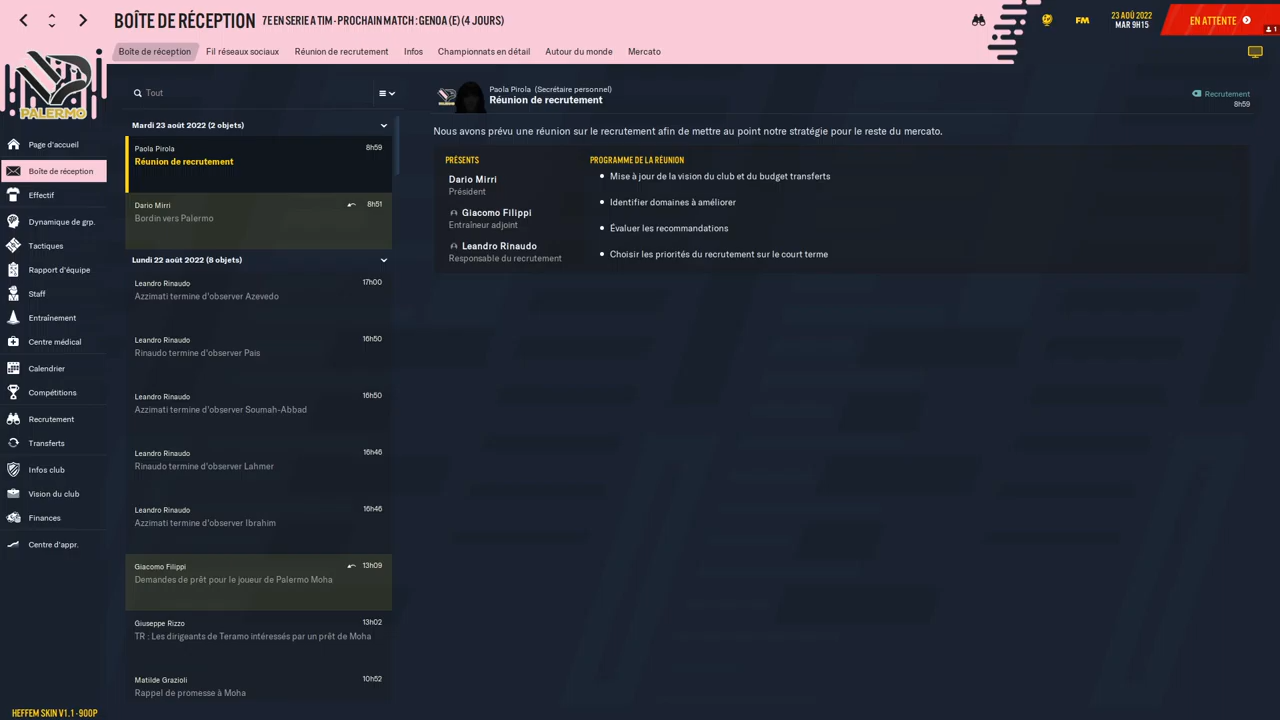 BOÎTE DE RÉCEPTION
7E EN SERIE A TIM - PROCHAIN MATCH : GENOA (E) (4 JOURS)
FM
23 AOÛ 2022
MAR 9H15
EN ATTENTE
1
Boîte de réception
Fil réseaux sociaux
Réunion de recrutement
Infos
Championnats en détail
Autour du monde
Mercato
PALERMO
Page d'accueil
Boîte de réception
Effectif
Dynamique de grp.
Tactiques
Rapport d'équipe
Staff
Entraînement
Centre médical
Calendrier
Compétitions
Recrutement
Transferts
Infos club
Vision du club
Finances
Centre d'appr.
HEFFEM SKIN V1.1 - 900P
Tout
Mardi 23 août 2022 (2 objets)
Paola Pirola 8h59
Réunion de recrutement
Dario Mirri 8h51
Bordin vers Palermo
Lundi 22 août 2022 (8 objets)
Leandro Rinaudo 17h00
Azzimati termine d'observer Azevedo
Leandro Rinaudo 16h50
Rinaudo termine d'observer Pais
Leandro Rinaudo 16h50
Azzimati termine d'observer Soumah-Abbad
Leandro Rinaudo 16h46
Rinaudo termine d'observer Lahmer
Leandro Rinaudo 16h46
Azzimati termine d'observer Ibrahim
Giacomo Filippi 13h09
Demandes de prêt pour le joueur de Palermo Moha
Giuseppe Rizzo 13h02
TR : Les dirigeants de Teramo intéressés par un prêt de Moha
Matilde Grazioli 10h52
Rappel de promesse à Moha
Paola Pirola (Secrétaire personnel)
Réunion de recrutement
Recrutement
8h59
Nous avons prévu une réunion sur le recrutement afin de mettre au point notre stratégie pour le reste du mercato.
PRÉSENTS
Dario Mirri
Président
Giacomo Filippi
Entraîneur adjoint
Leandro Rinaudo
Responsable du recrutement
PROGRAMME DE LA RÉUNION
Mise à jour de la vision du club et du budget transferts
Identifier domaines à améliorer
Évaluer les recommandations
Choisir les priorités du recrutement sur le court terme